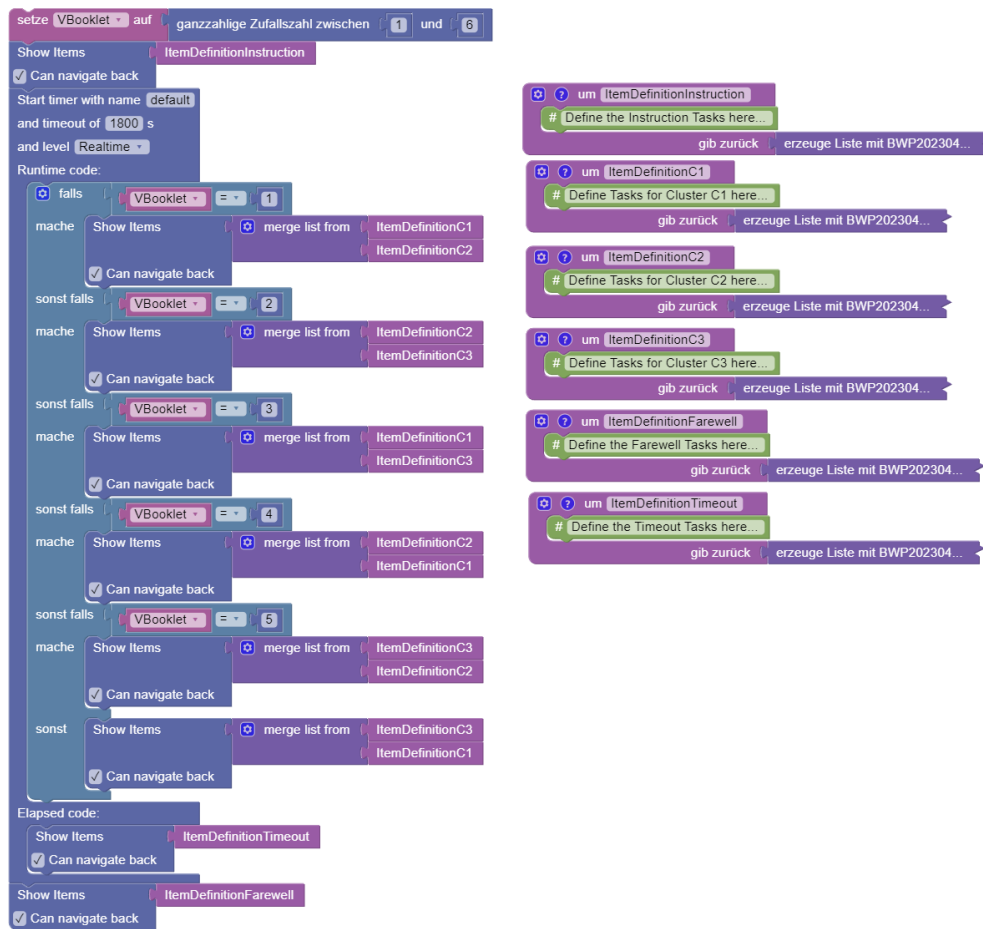 setze VBooklet auf ganzzahlige Zufallszahl zwischen 1 und 6
Show Items ItemDefinitionInstruction
Can navigate back
Start timer with name default
and timeout of 1800 s
and level Realtime
Runtime code:
falls VBooklet = 1
mache Show Items merge list from ItemDefinitionC1
ItemDefinitionC2
Can navigate back
sonst falls VBooklet = 2
mache Show Items merge list from ItemDefinitionC2
ItemDefinitionC3
Can navigate back
sonst falls VBooklet = 3
mache Show Items merge list from ItemDefinitionC1
ItemDefinitionC3
Can navigate back
sonst falls VBooklet = 4
mache Show Items merge list from ItemDefinitionC2
ItemDefinitionC1
Can navigate back
sonst falls VBooklet = 5
mache Show Items merge list from ItemDefinitionC3
ItemDefinitionC2
Can navigate back
sonst Show Items merge list from ItemDefinitionC3
ItemDefinitionC1
Can navigate back
Elapsed code:
Show Items ItemDefinitionTimeout
Can navigate back
Show Items ItemDefinitionFarewell
Can navigate back
? um ItemDefinitionInstruction
# Define the Instruction Tasks here...
gib zurück erzeuge Liste mit BWP202304...
? um ItemDefinitionC1
# Define Tasks for Cluster C1 here...
gib zurück erzeuge Liste mit BWP202304...
? um ItemDefinitionC2
# Define Tasks for Cluster C2 here...
gib zurück erzeuge Liste mit BWP202304...
? um ItemDefinitionC3
# Define Tasks for Cluster C3 here...
gib zurück erzeuge Liste mit BWP202304...
? um ItemDefinitionFarewell
# Define the Farewell Tasks here...
gib zurück erzeuge Liste mit BWP202304...
? um ItemDefinitionTimeout
# Define the Timeout Tasks here...
gib zurück erzeuge Liste mit BWP202304...